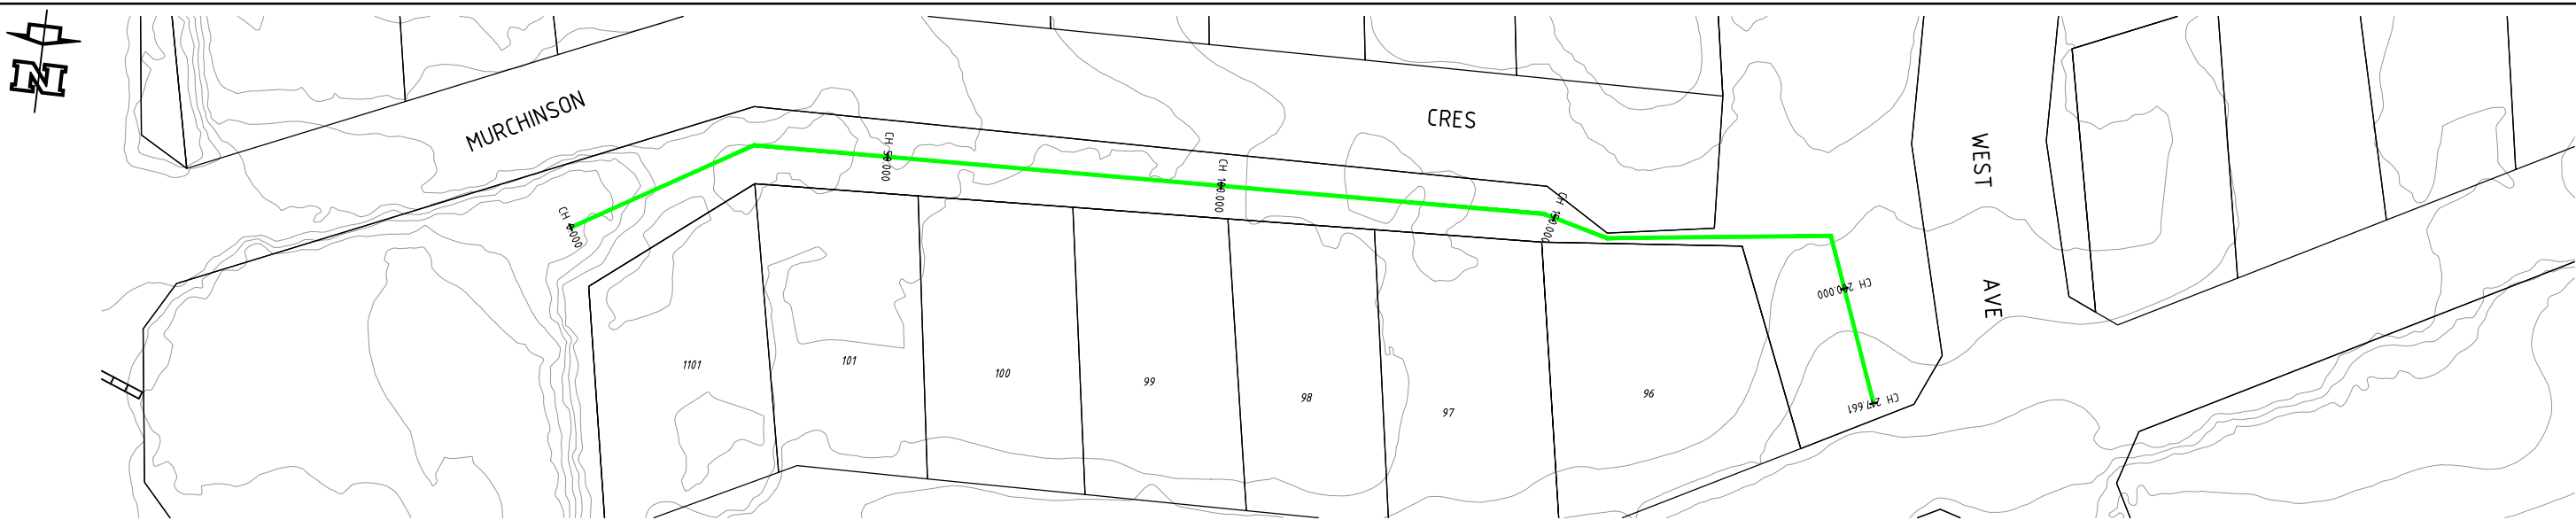 N
MURCHINSON
CRES
WEST
AVE
CH 0.000
CH 50.000
CH 100.000
CH 150.000
CH 200.000
CH 217.661
1101
101
100
99
98
97
96